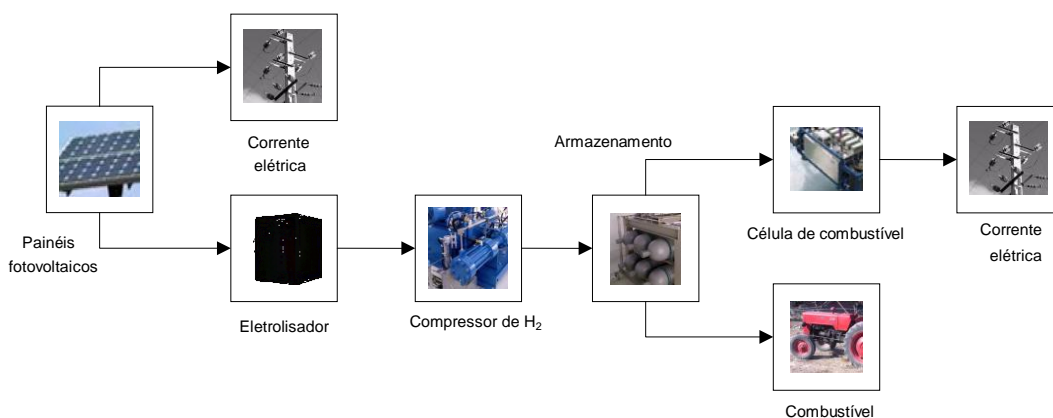 Corrente
elétrica
Painéis
fotovoltaicos
Eletrolisador
Compressor de H₂
Armazenamento
Célula de combustível
Corrente
elétrica
Combustível